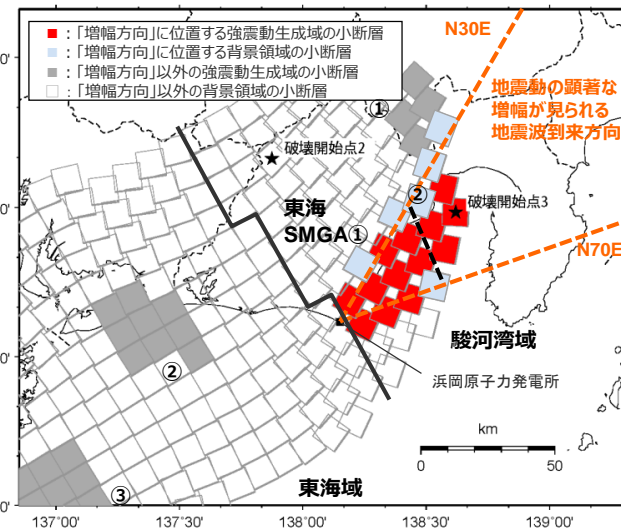 :「増幅方向」に位置する強震動生成域の小断層
:「増幅方向」に位置する背景領域の小断層
:「増幅方向」以外の強震動生成域の小断層
:「増幅方向」以外の背景領域の小断層
N30E
地震動の顕著な
増幅が見られる
地震波到来方向
①
破壊開始点2
②
破壊開始点3
東海
SMGA①
N70E
駿河湾域
②
浜岡原子力発電所
km
0
50
東海域
③
137°00'
137°30'
138°00'
138°30'
139°00'
0'
0'
0'
0'